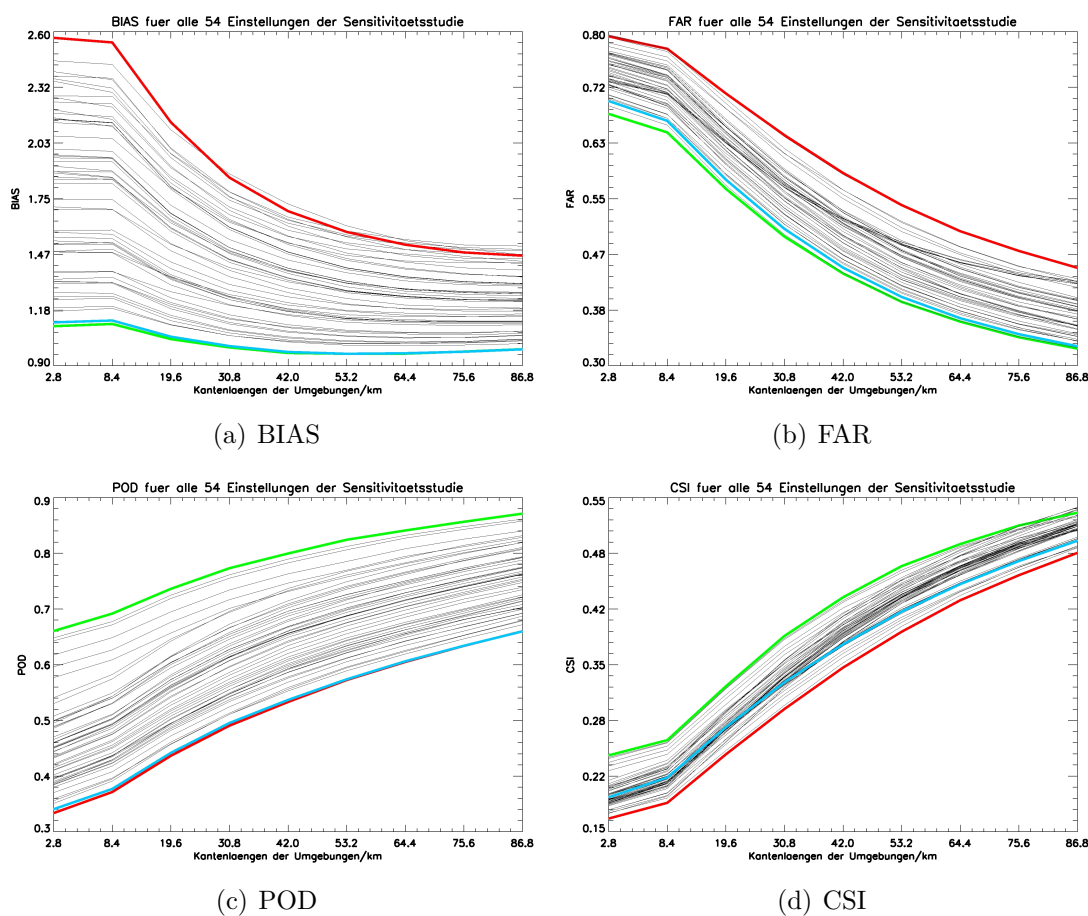 BIAS fuer alle 54 Einstellungen der Sensitivitaetsstudie
2.60
2.32
2.03
1.75
1.47
1.18
0.90
BIAS
2.8 8.4 19.6 30.8 42.0 53.2 64.4 75.6 86.8
Kantenlaengen der Umgebungen/km
(a) BIAS
FAR fuer alle 54 Einstellungen der Sensitivitaetsstudie
0.80
0.72
0.63
0.55
0.47
0.38
0.30
FAR
2.8 8.4 19.6 30.8 42.0 53.2 64.4 75.6 86.8
Kantenlaengen der Umgebungen/km
(b) FAR
POD fuer alle 54 Einstellungen der Sensitivitaetsstudie
0.9
0.8
0.7
0.6
0.5
0.4
0.3
POD
2.8 8.4 19.6 30.8 42.0 53.2 64.4 75.6 86.8
Kantenlaengen der Umgebungen/km
(c) POD
CSI fuer alle 54 Einstellungen der Sensitivitaetsstudie
0.55
0.48
0.42
0.35
0.28
0.22
0.15
CSI
2.8 8.4 19.6 30.8 42.0 53.2 64.4 75.6 86.8
Kantenlaengen der Umgebungen/km
(d) CSI